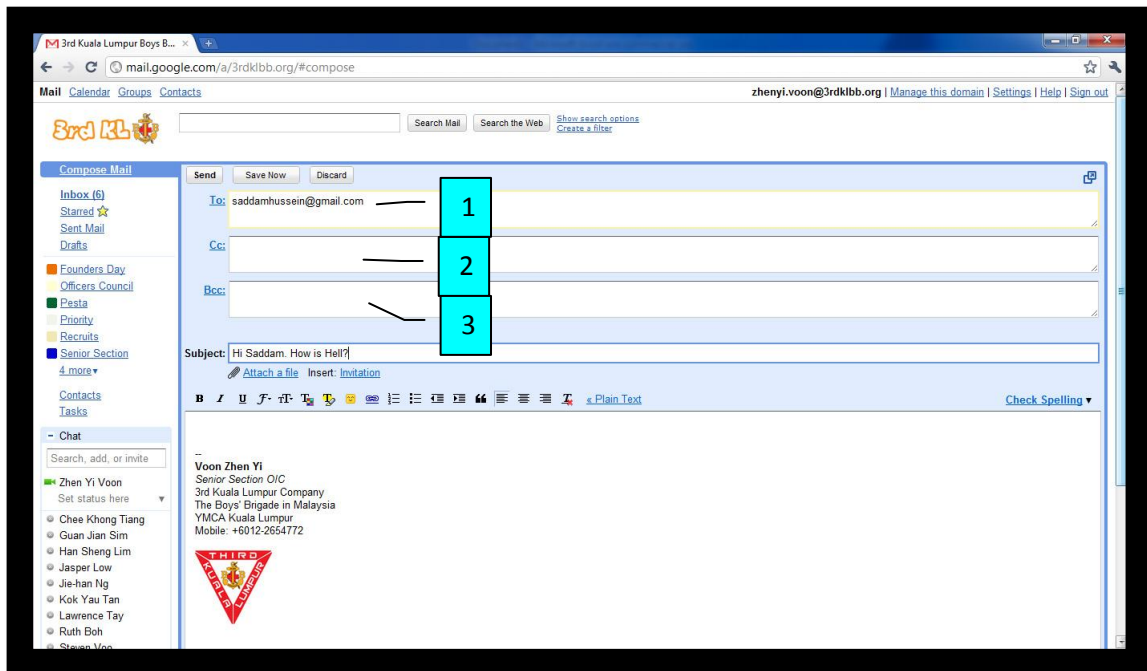 3rd Kuala Lumpur Boys B...
mail.google.com/a/3rdklbb.org/#compose
Mail Calendar Groups Contacts
zhenyi.voon@3rdklbb.org | Manage this domain | Settings | Help | Sign out
3rd KL
Search Mail Search the Web Show search options
Create a filter
Compose Mail
Inbox (6)
Starred
Sent Mail
Drafts
Founders Day
Officers Council
Pesta
Priority
Recruits
Senior Section
4 more▾
Contacts
Tasks
− Chat
Search, add, or invite
Zhen Yi Voon
Set status here ▾
Chee Khong Tiang
Guan Jian Sim
Han Sheng Lim
Jasper Low
Jie-han Ng
Kok Yau Tan
Lawrence Tay
Ruth Boh
Steven Voo
Send Save Now Discard
To: saddamhussein@gmail.com 1
Cc: 2
Bcc: 3
Subject: Hi Saddam. How is Hell?
Attach a file Insert: Invitation
B I U « Plain Text Check Spelling ▾
--
Voon Zhen Yi
Senior Section OIC
3rd Kuala Lumpur Company
The Boys' Brigade in Malaysia
YMCA Kuala Lumpur
Mobile: +6012-2654772
THIRD
KUALA
LUMPUR